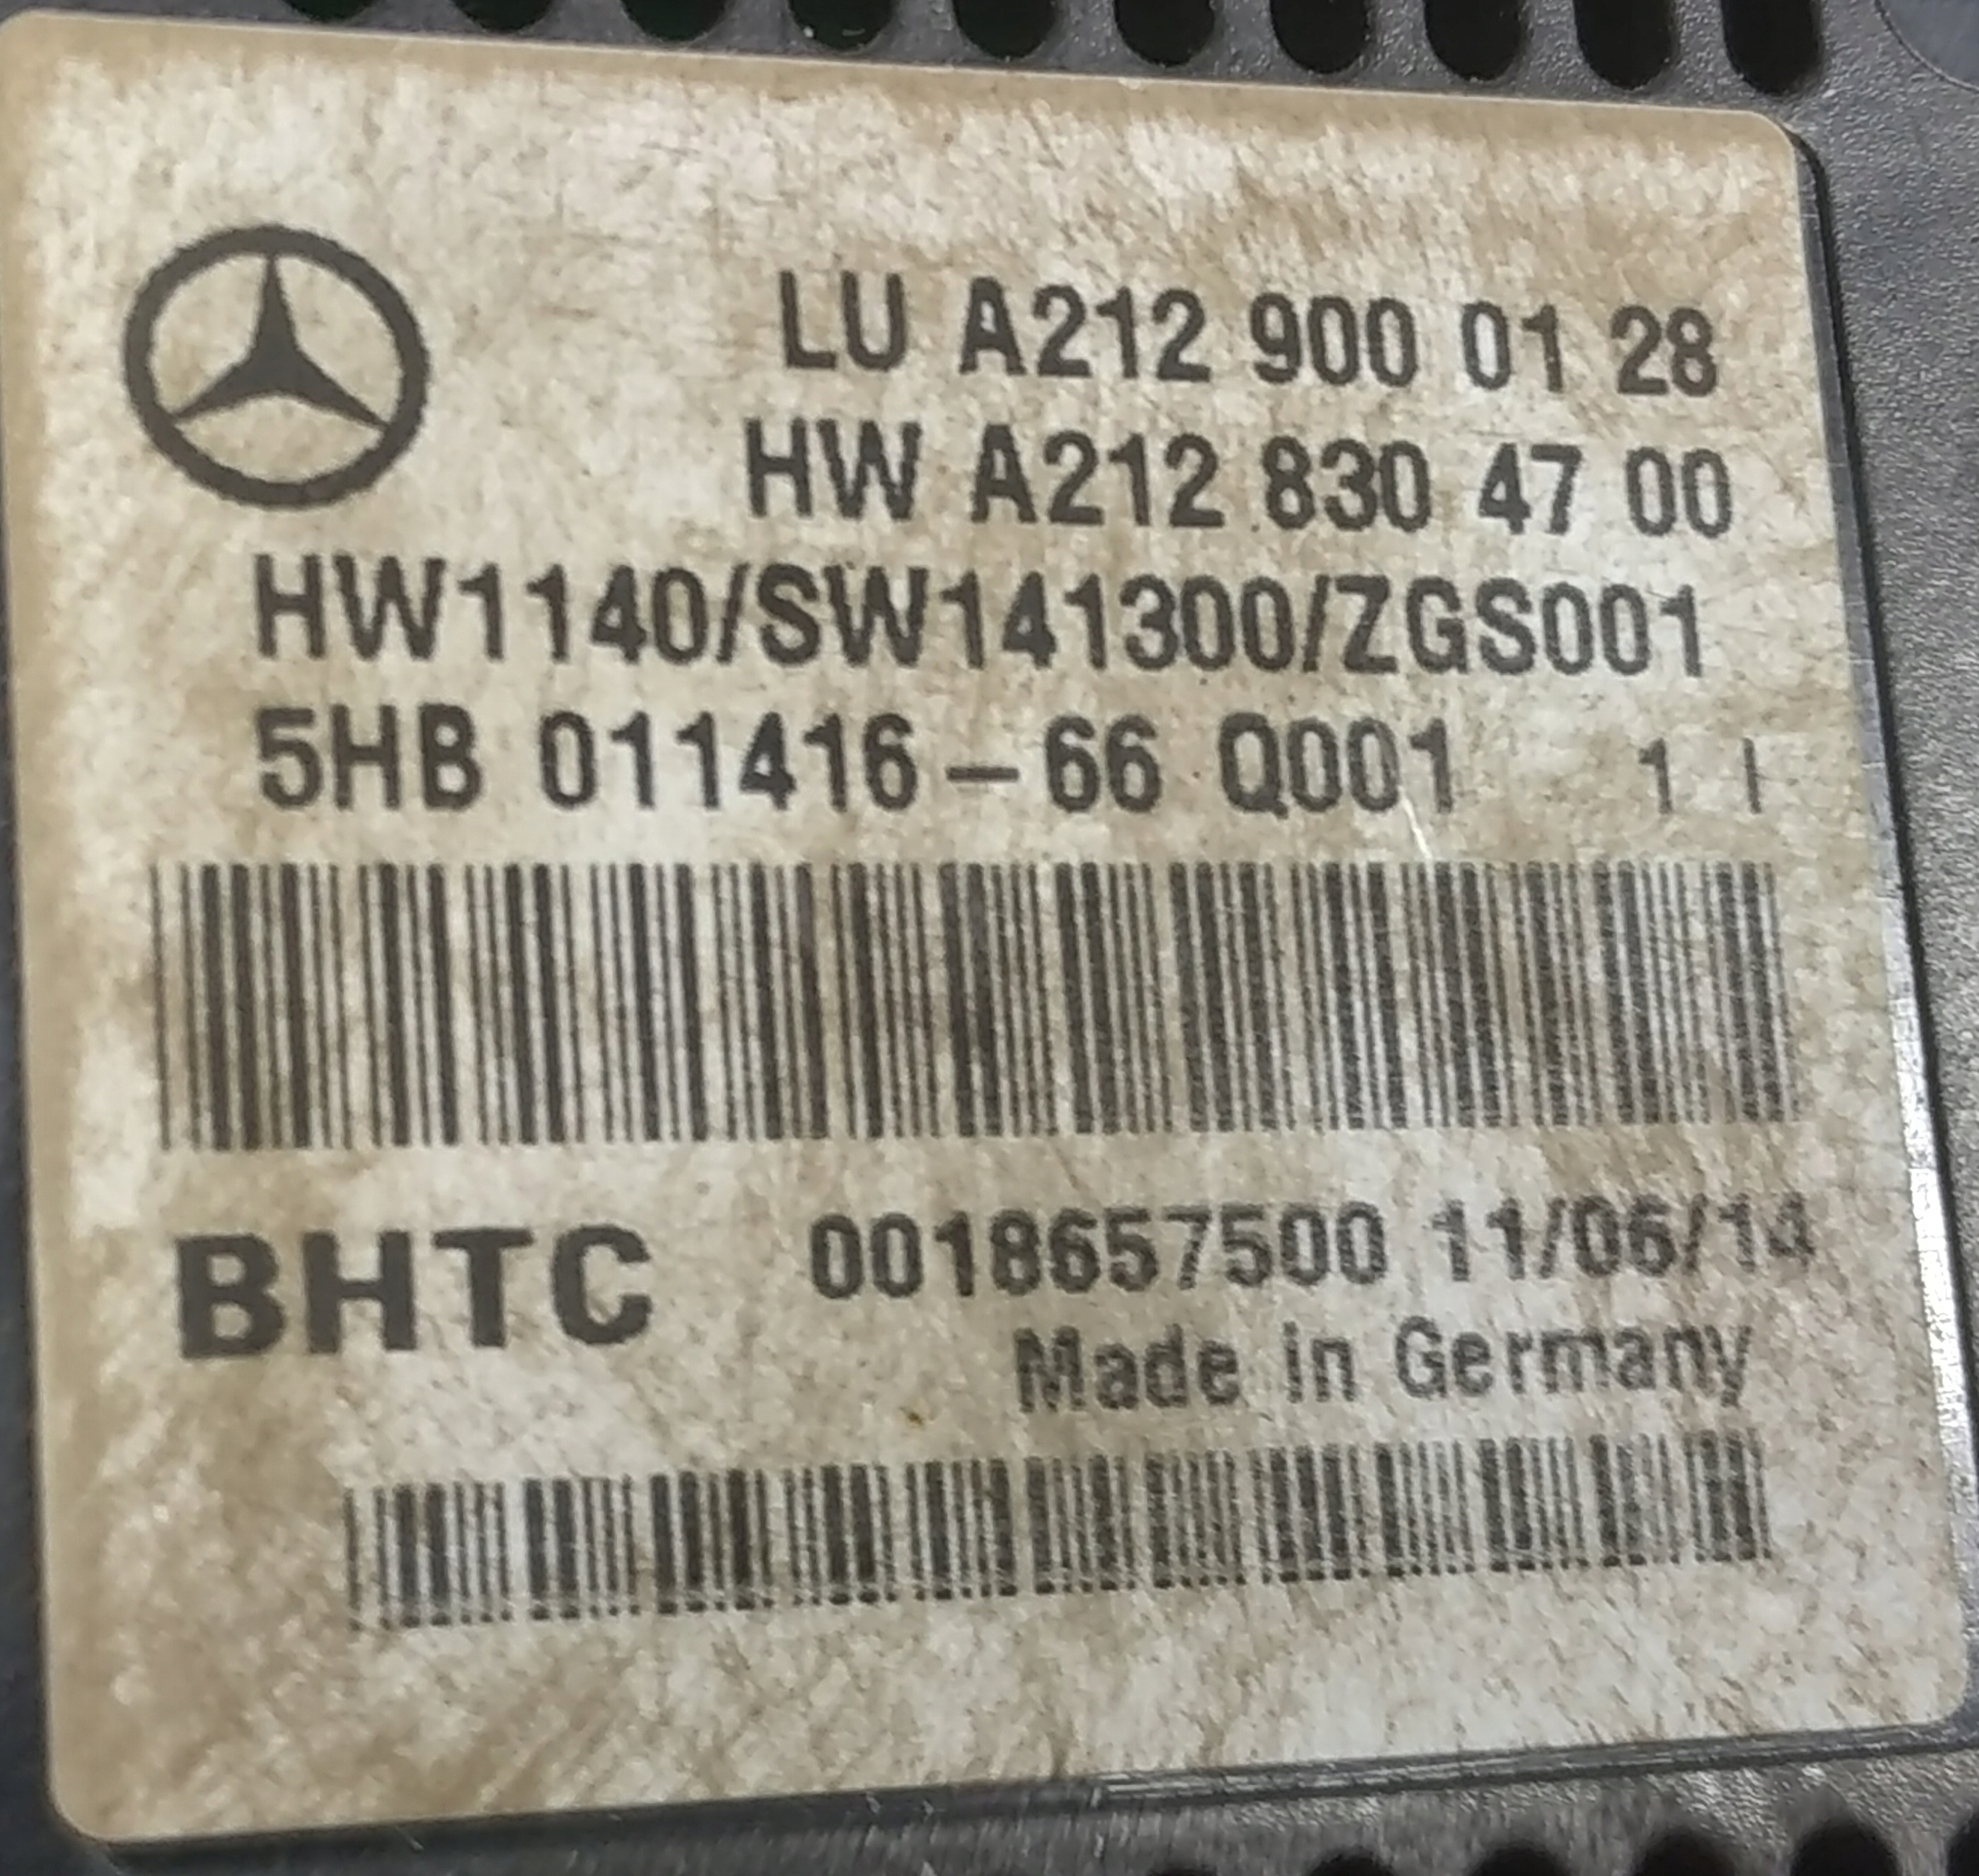 LU A212 900 01 28
HW A212 830 47 00
HW1140/SW141300/ZGS001
5HB 011416-66 Q001 1 I
BHTC 0018657500 11/06/14
Made in Germany